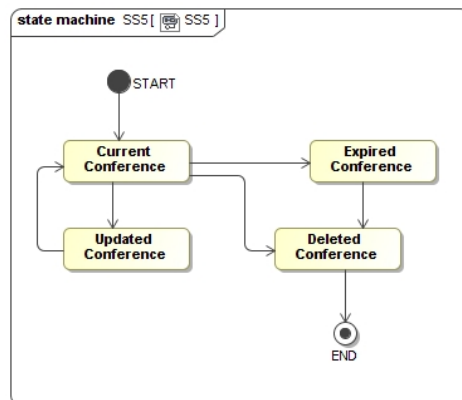 state machine SS5[ SS5 ]
START
Current
Conference
Expired
Conference
Updated
Conference
Deleted
Conference
END